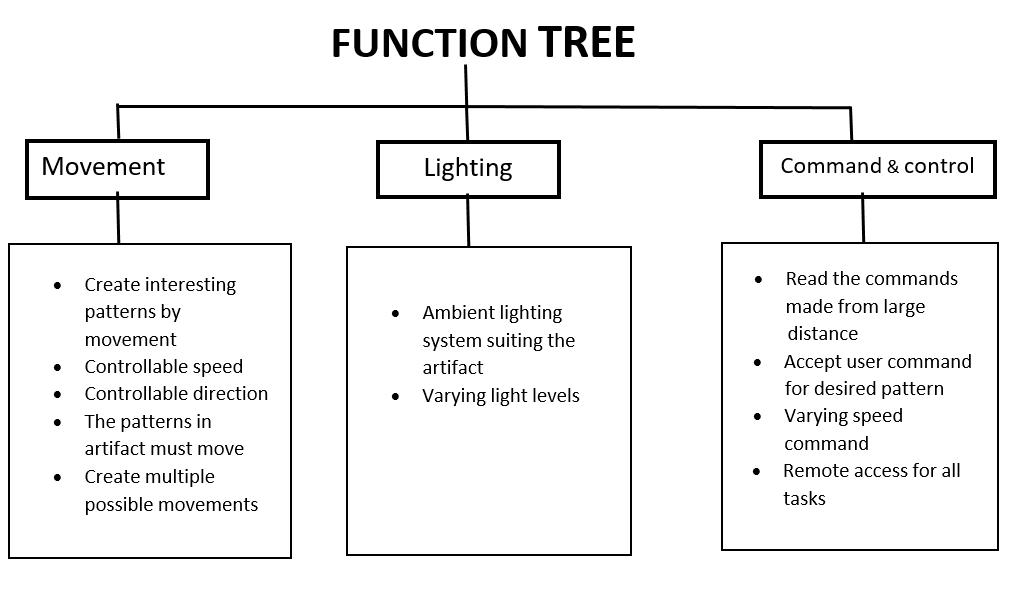 FUNCTION TREE
Movement
Lighting
Command & control
• Create interesting
patterns by
movement
• Controllable speed
• Controllable direction
• The patterns in
artifact must move
• Create multiple
possible movements
• Ambient lighting
system suiting the
artifact
• Varying light levels
• Read the commands
made from large
distance
• Accept user command
for desired pattern
• Varying speed
command
• Remote access for all
tasks